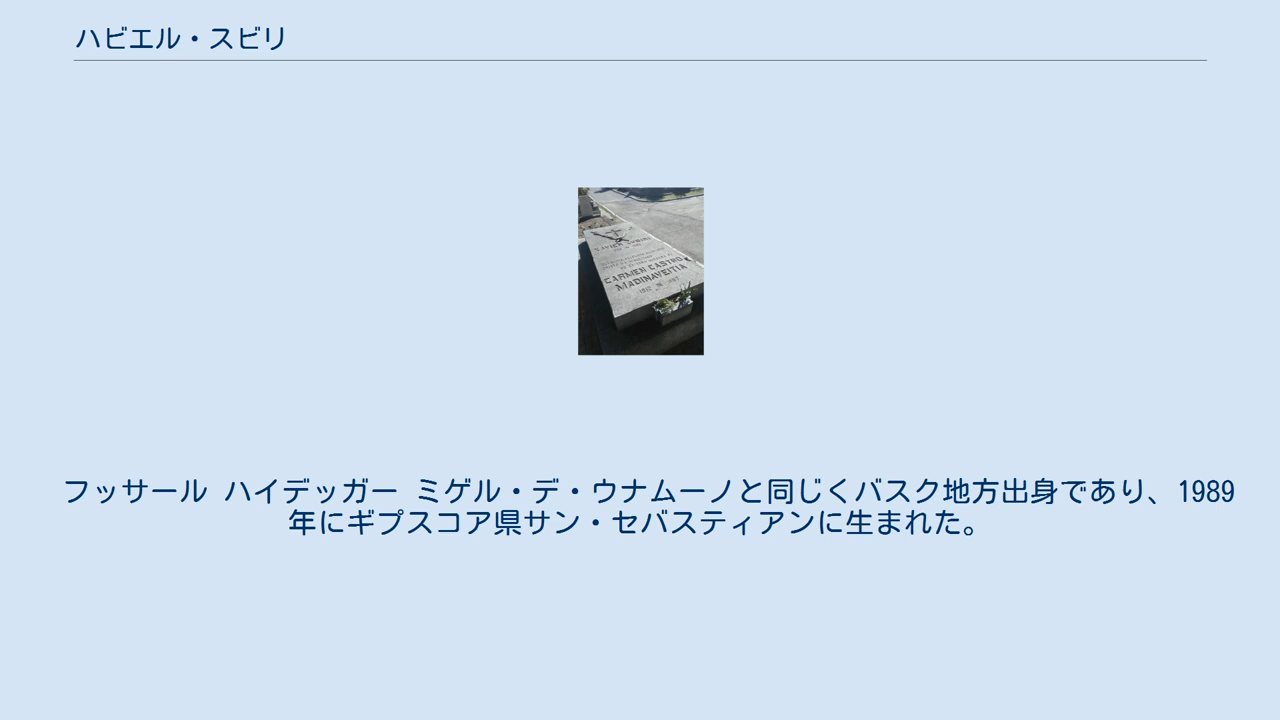 ハビエル・スビリ
CARMEN CASTRO
MADINAVEITIA
フッサール ハイデッガー ミゲル・デ・ウナムーノと同じくバスク地方出身であり、1989
年にギプスコア県サン・セバスティアンに生まれた。